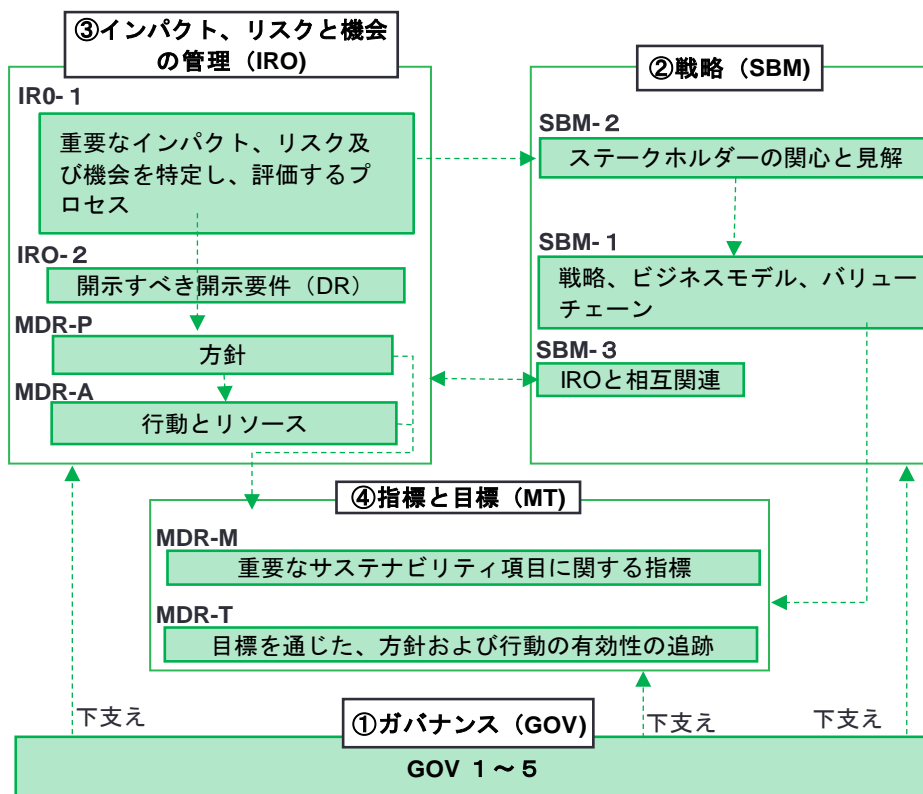 ③インパクト、リスクと機会
の管理（IRO)
IR0-１
重要なインパクト、リスク及
び機会を特定し、評価するプ
ロセス
IRO-２
開示すべき開示要件（DR）
MDR-P
方針
MDR-A
行動とリソース
②戦略（SBM)
SBM-２
ステークホルダーの関心と見解
SBM-１
戦略、ビジネスモデル、バリュー
チェーン
SBM-３
IROと相互関連
④指標と目標（MT)
MDR-M
重要なサステナビリティ項目に関する指標
MDR-T
目標を通じた、方針および行動の有効性の追跡
下支え
下支え
下支え
①ガバナンス（GOV)
GOV １～５